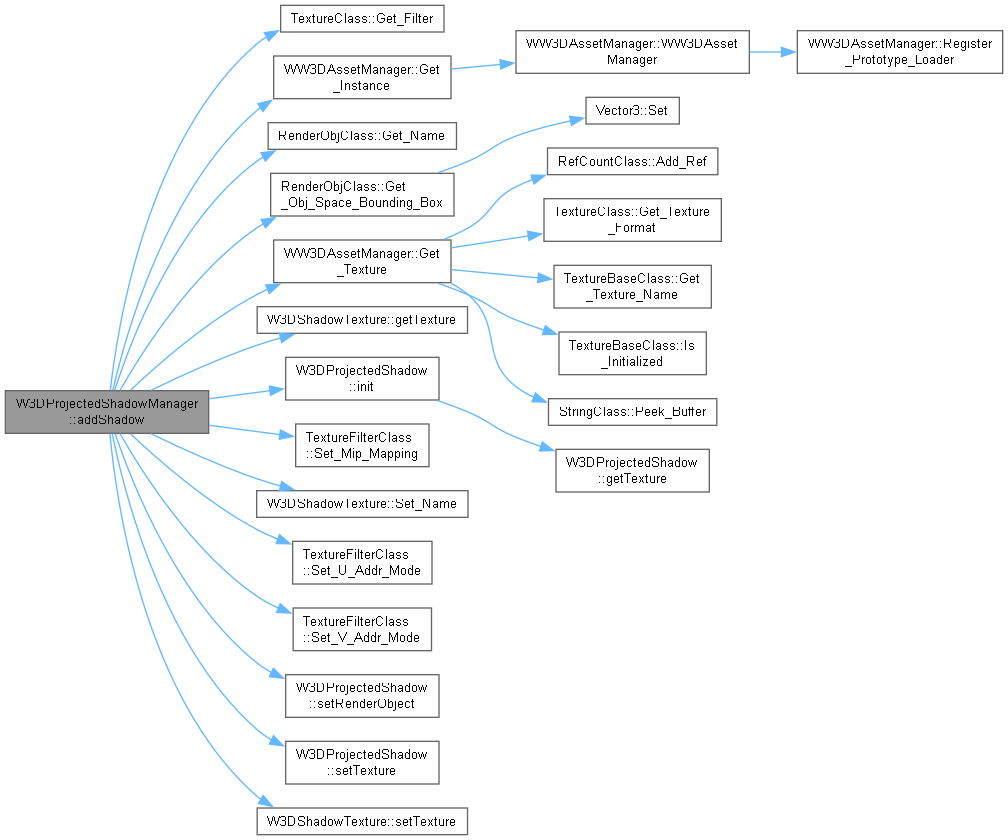 W3DProjectedShadowManager
::addShadow
TextureClass::Get_Filter
WW3DAssetManager::Get
_Instance
RenderObjClass::Get_Name
RenderObjClass::Get
_Obj_Space_Bounding_Box
WW3DAssetManager::Get
_Texture
W3DShadowTexture::getTexture
W3DProjectedShadow
::init
TextureFilterClass
::Set_Mip_Mapping
W3DShadowTexture::Set_Name
TextureFilterClass
::Set_U_Addr_Mode
TextureFilterClass
::Set_V_Addr_Mode
W3DProjectedShadow
::setRenderObject
W3DProjectedShadow
::setTexture
W3DShadowTexture::setTexture
WW3DAssetManager::WW3DAsset
Manager
Vector3::Set
RefCountClass::Add_Ref
TextureClass::Get_Texture
_Format
TextureBaseClass::Get
_Texture_Name
TextureBaseClass::Is
_Initialized
StringClass::Peek_Buffer
W3DProjectedShadow
::getTexture
WW3DAssetManager::Register
_Prototype_Loader